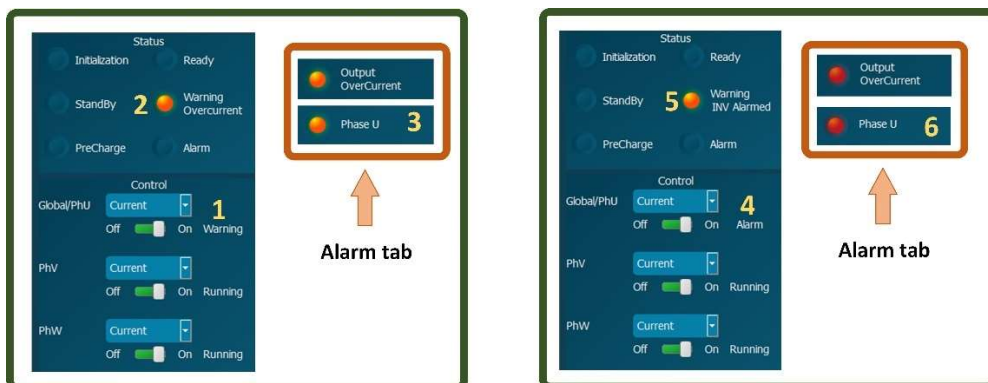 Status
Initialization Ready
StandBy 2 Warning
Overcurrent
PreCharge Alarm
Control
Global/PhU Current 1
Off On Warning
PhV Current
Off On Running
PhW Current
Off On Running
Output
OverCurrent
Phase U 3
Alarm tab
Status
Initialization Ready
StandBy 5 Warning
INV Alarmed
PreCharge Alarm
Control
Global/PhU Current 4
Off On Alarm
PhV Current
Off On Running
PhW Current
Off On Running
Output
OverCurrent
Phase U 6
Alarm tab